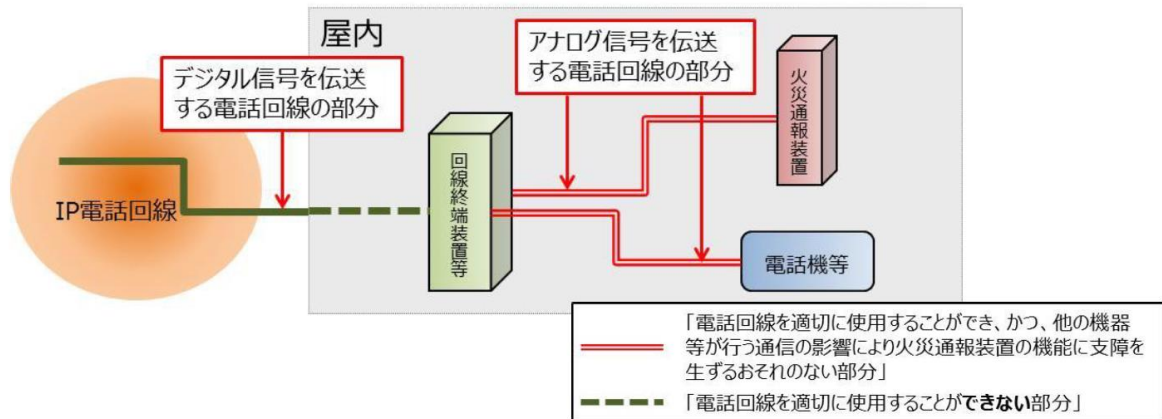 屋内
デジタル信号を伝送
する電話回線の部分
アナログ信号を伝送
する電話回線の部分
火災通報装置
回線終端装置等
IP電話回線
電話機等
「電話回線を適切に使用することができ、かつ、他の機器
等が行う通信の影響により火災通報装置の機能に支障を
生ずるおそれのない部分」
「電話回線を適切に使用することができない部分」